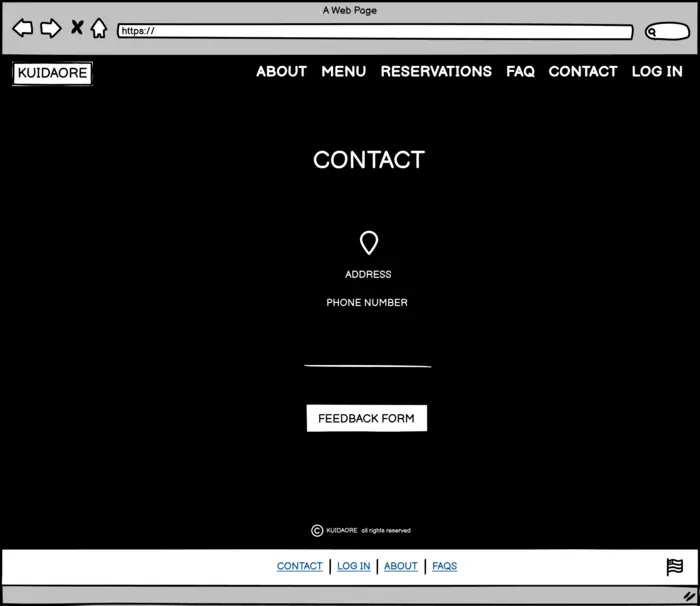 A Web Page
https://
KUIDAORE
ABOUT MENU RESERVATIONS FAQ CONTACT LOG IN
CONTACT
ADDRESS
PHONE NUMBER
FEEDBACK FORM
© KUIDAORE all rights reserved
CONTACT | LOG IN | ABOUT | FAQS